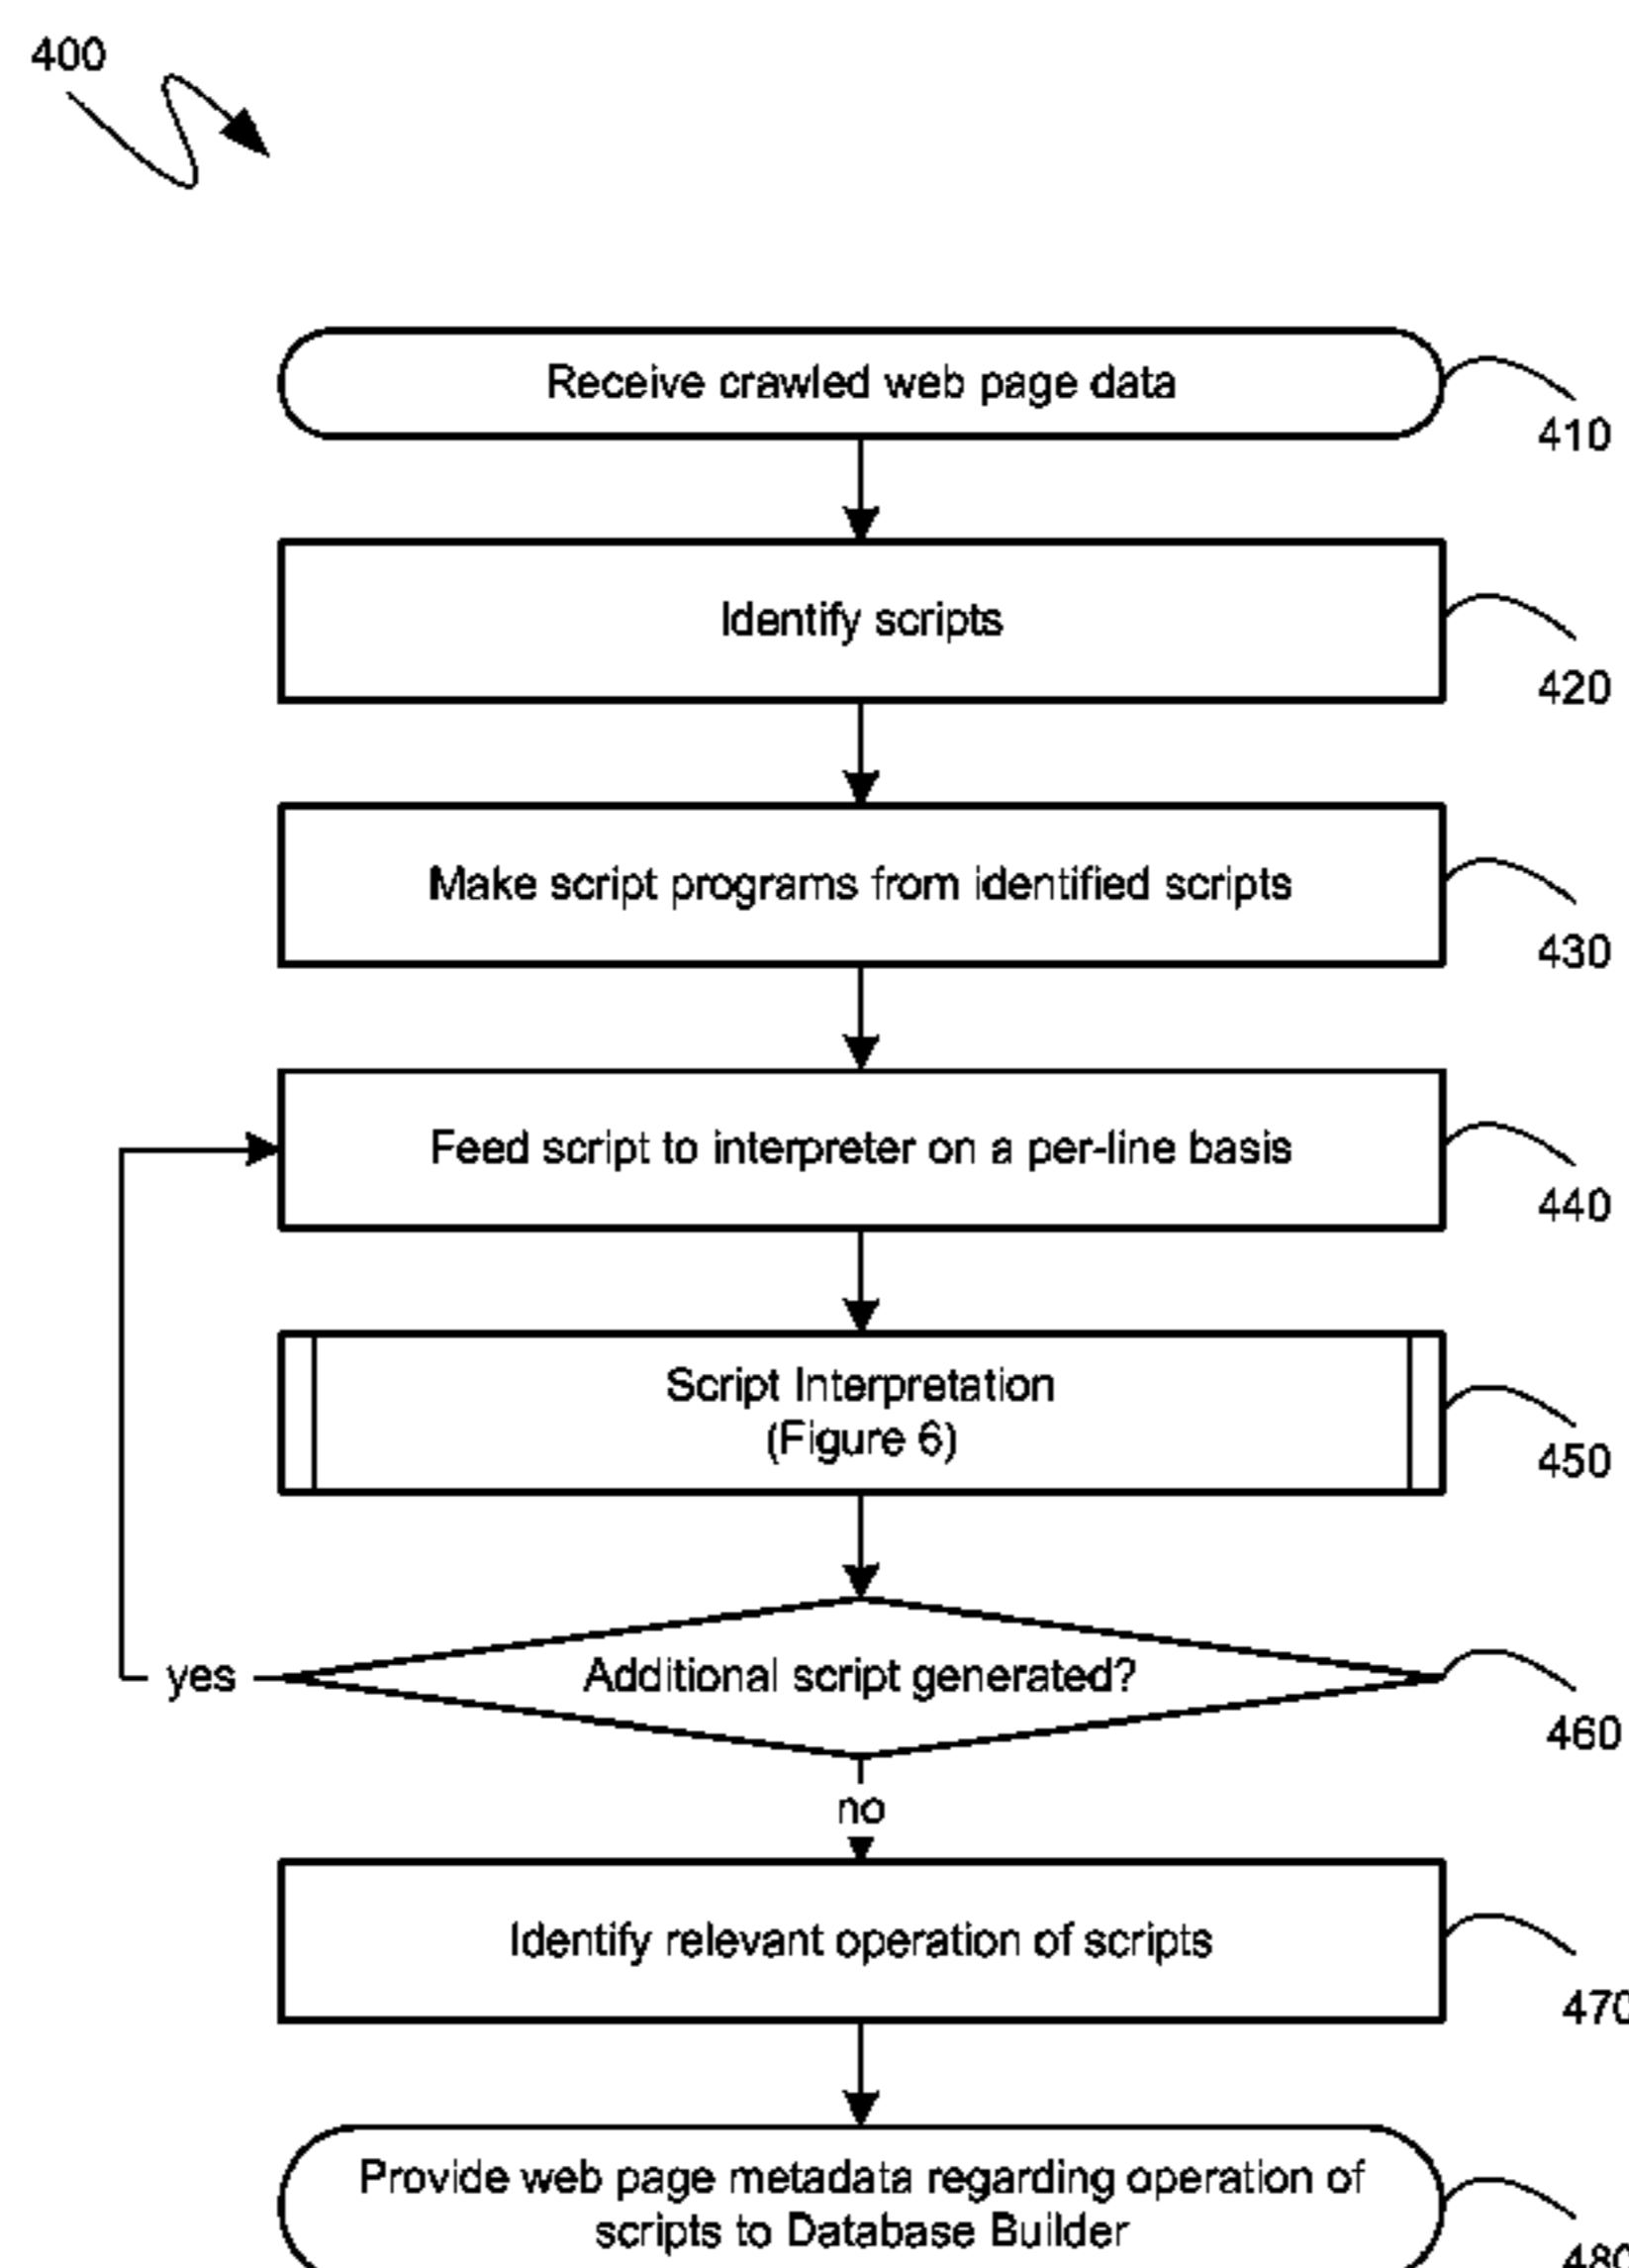 400
Receive crawled web page data
410
Identify scripts
420
Make script programs from identified scripts
430
Feed script to interpreter on a per-line basis
440
Script Interpretation
(Figure 6)
450
Additional script generated?
yes
460
no
Identify relevant operation of scripts
470
Provide web page metadata regarding operation of
scripts to Database Builder
480